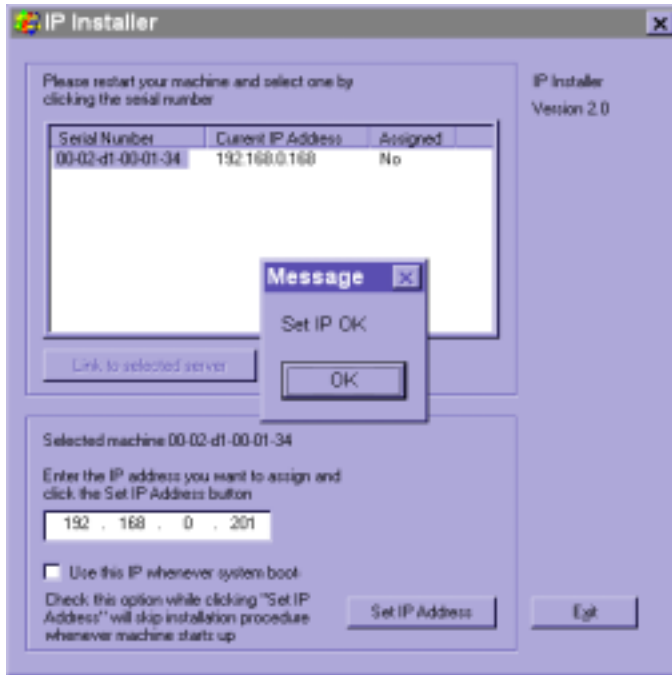 IP Installer
Please restart your machine and select one by
clicking the serial number
IP Installer
Version 2.0
Serial Number Current IP Address Assigned
00-02-d1-00-01-34 192.168.0.168 No
Message
Set IP OK
OK
Link to selected server
Selected machine 00-02-d1-00-01-34
Enter the IP address you want to assign and
click the Set IP Address button
192 . 168 . 0 . 201
Use this IP whenever system boot
Check this option while clicking "Set IP
Address" will skip installation procedure
whenever machine starts up
Set IP Address
Exit